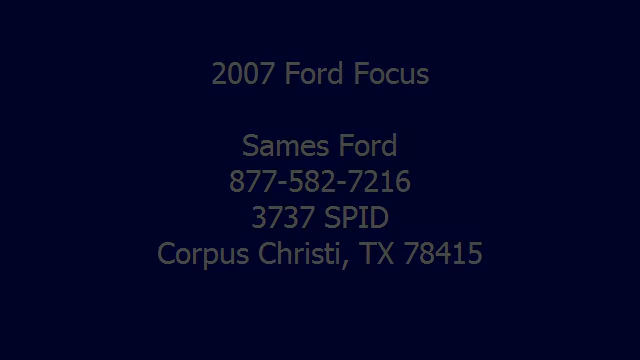 2007 Ford Focus
Sames Ford
877-582-7216
3737 SPID
Corpus Christi, TX 78415